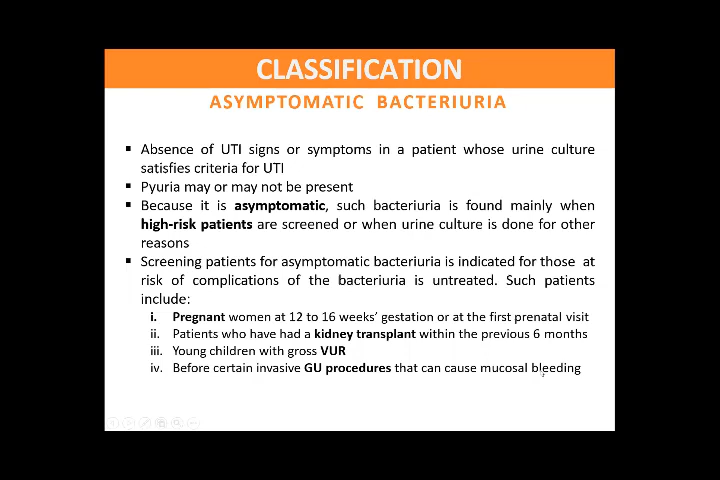 CLASSIFICATION
ASYMPTOMATIC BACTERIURIA
▪ Absence of UTI signs or symptoms in a patient whose urine culture
satisfies criteria for UTI
▪ Pyuria may or may not be present
▪ Because it is asymptomatic, such bacteriuria is found mainly when
high-risk patients are screened or when urine culture is done for other
reasons
▪ Screening patients for asymptomatic bacteriuria is indicated for those at
risk of complications of the bacteriuria is untreated. Such patients
include:
i. Pregnant women at 12 to 16 weeks' gestation or at the first prenatal visit
ii. Patients who have had a kidney transplant within the previous 6 months
iii. Young children with gross VUR
iv. Before certain invasive GU procedures that can cause mucosal bleeding